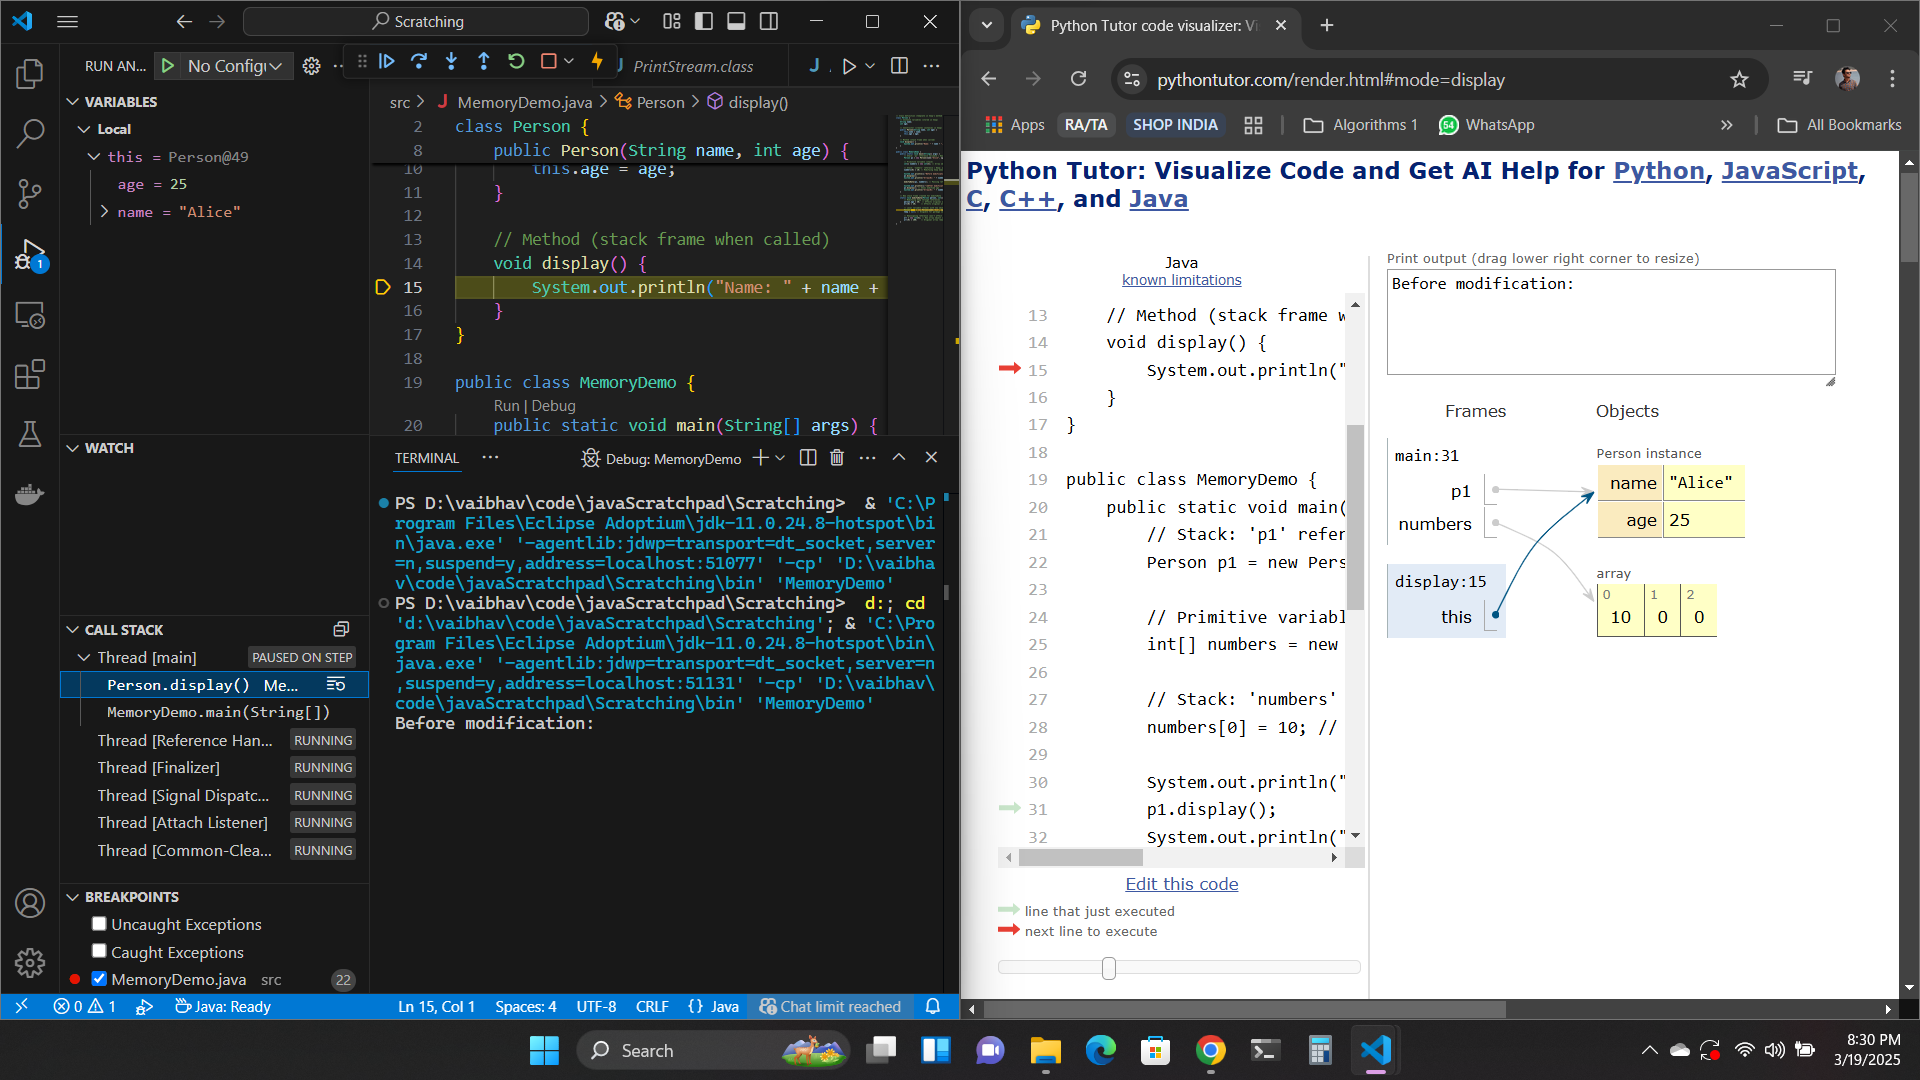 Scratching
RUN AN...
No Configu
PrintStream.class
VARIABLES
Local
this = Person@49
age = 25
name = "Alice"
WATCH
CALL STACK
Thread [main] PAUSED ON STEP
Person.display() Me...
MemoryDemo.main(String[])
Thread [Reference Han... RUNNING
Thread [Finalizer] RUNNING
Thread [Signal Dispatc... RUNNING
Thread [Attach Listener] RUNNING
Thread [Common-Clea... RUNNING
BREAKPOINTS
Uncaught Exceptions
Caught Exceptions
MemoryDemo.java src 22
src > J MemoryDemo.java > Person > display()
2 class Person {
8 public Person(String name, int age) {
10 this.age = age;
11 }
12
13 // Method (stack frame when called)
14 void display() {
15 System.out.println("Name: " + name +
16 }
17 }
18
19 public class MemoryDemo {
Run | Debug
20 public static void main(String[] args) {
TERMINAL ... Debug: MemoryDemo
PS D:\vaibhav\code\javaScratchpad\Scratching> & 'C:\P
rogram Files\Eclipse Adoptium\jdk-11.0.24.8-hotspot\bi
n\java.exe' '-agentlib:jdwp=transport=dt_socket,server
=n,suspend=y,address=localhost:51077' '-cp' 'D:\vaibha
v\code\javaScratchpad\Scratching\bin' 'MemoryDemo'
PS D:\vaibhav\code\javaScratchpad\Scratching> d:; cd
'd:\vaibhav\code\javaScratchpad\Scratching'; & 'C:\Pro
gram Files\Eclipse Adoptium\jdk-11.0.24.8-hotspot\bin\
java.exe' '-agentlib:jdwp=transport=dt_socket,server=n
,suspend=y,address=localhost:51131' '-cp' 'D:\vaibhav\
code\javaScratchpad\Scratching\bin' 'MemoryDemo'
Before modification:
0 1 Java: Ready Ln 15, Col 1 Spaces: 4 UTF-8 CRLF {} Java Chat limit reached
Python Tutor code visualizer: Vi
pythontutor.com/render.html#mode=display
Apps RA/TA SHOP INDIA Algorithms 1 54 WhatsApp » All Bookmarks
Python Tutor: Visualize Code and Get AI Help for Python, JavaScript,
C, C++, and Java
Java
known limitations
13 // Method (stack frame w
14 void display() {
15 System.out.println("
16 }
17 }
18
19 public class MemoryDemo {
20 public static void main(
21 // Stack: 'p1' refer
22 Person p1 = new Pers
23
24 // Primitive variabl
25 int[] numbers = new
26
27 // Stack: 'numbers'
28 numbers[0] = 10; //
29
30 System.out.println("
31 p1.display();
32 System.out.println("
Edit this code
line that just executed
next line to execute
Print output (drag lower right corner to resize)
Before modification:
Frames Objects
main:31
p1
numbers
display:15
this
Person instance
name "Alice"
age 25
array
0 1 2
10 0 0
Search
8:30 PM
3/19/2025